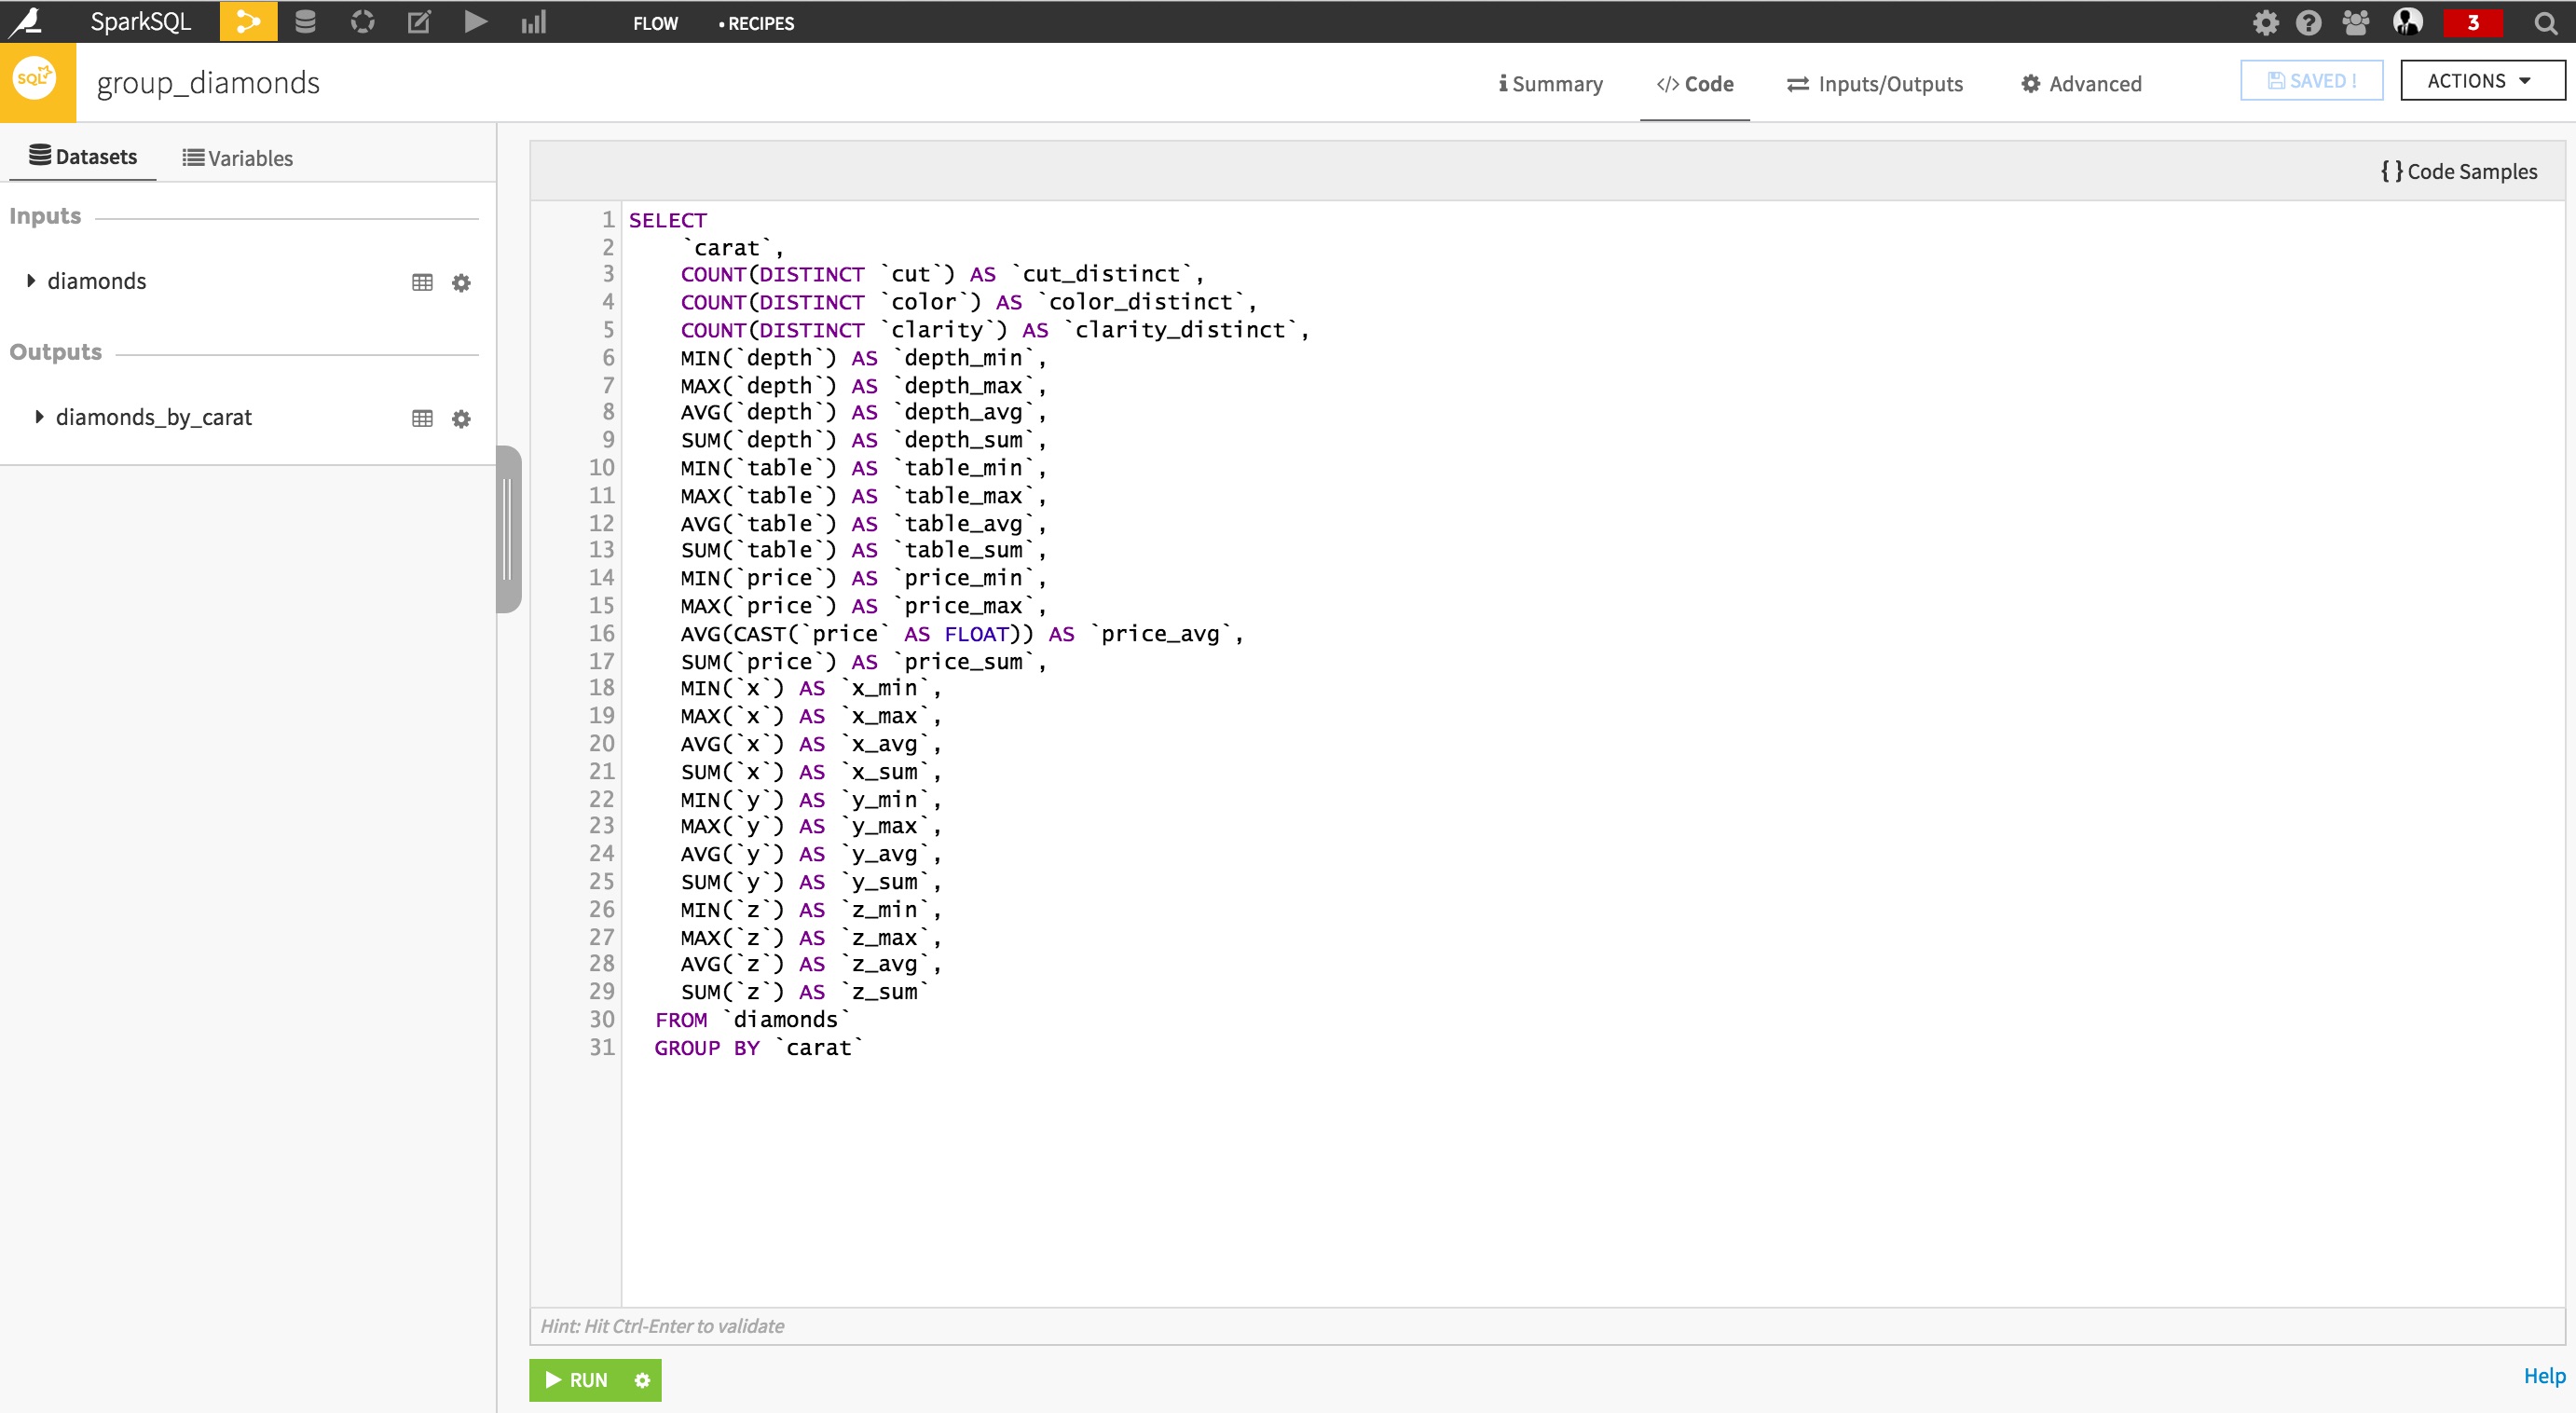 SparkSQL FLOW • RECIPES 3
SQL group_diamonds Summary </> Code Inputs/Outputs Advanced SAVED ! ACTIONS
Datasets Variables
Inputs
diamonds
Outputs
diamonds_by_carat
{ } Code Samples
1 SELECT
2 `carat`,
3 COUNT(DISTINCT `cut`) AS `cut_distinct`,
4 COUNT(DISTINCT `color`) AS `color_distinct`,
5 COUNT(DISTINCT `clarity`) AS `clarity_distinct`,
6 MIN(`depth`) AS `depth_min`,
7 MAX(`depth`) AS `depth_max`,
8 AVG(`depth`) AS `depth_avg`,
9 SUM(`depth`) AS `depth_sum`,
10 MIN(`table`) AS `table_min`,
11 MAX(`table`) AS `table_max`,
12 AVG(`table`) AS `table_avg`,
13 SUM(`table`) AS `table_sum`,
14 MIN(`price`) AS `price_min`,
15 MAX(`price`) AS `price_max`,
16 AVG(CAST(`price` AS FLOAT)) AS `price_avg`,
17 SUM(`price`) AS `price_sum`,
18 MIN(`x`) AS `x_min`,
19 MAX(`x`) AS `x_max`,
20 AVG(`x`) AS `x_avg`,
21 SUM(`x`) AS `x_sum`,
22 MIN(`y`) AS `y_min`,
23 MAX(`y`) AS `y_max`,
24 AVG(`y`) AS `y_avg`,
25 SUM(`y`) AS `y_sum`,
26 MIN(`z`) AS `z_min`,
27 MAX(`z`) AS `z_max`,
28 AVG(`z`) AS `z_avg`,
29 SUM(`z`) AS `z_sum`
30 FROM `diamonds`
31 GROUP BY `carat`
Hint: Hit Ctrl-Enter to validate
RUN
Help